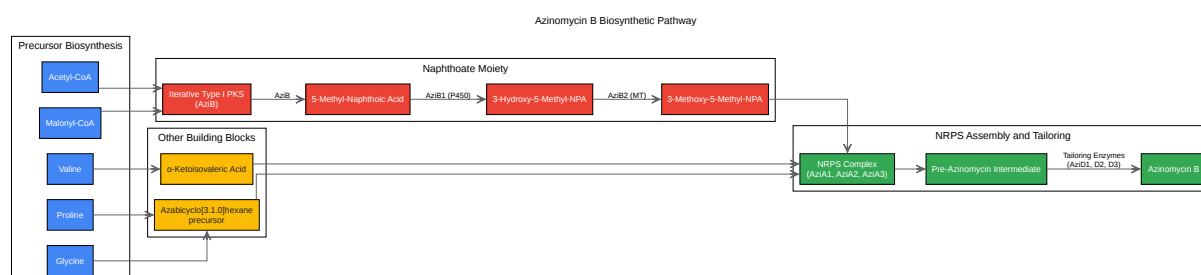 Azinomycin B Biosynthetic Pathway
Precursor Biosynthesis
Acetyl-CoA
Malonyl-CoA
Valine
Proline
Glycine
Naphthoate Moiety
Iterative Type I PKS
(AziB)
AziB
5-Methyl-Naphthoic Acid
AziB1 (P450)
3-Hydroxy-5-Methyl-NPA
AziB2 (MT)
3-Methoxy-5-Methyl-NPA
Other Building Blocks
α-Ketoisovaleric Acid
Azabicyclo[3.1.0]hexane
precursor
NRPS Assembly and Tailoring
NRPS Complex
(AziA1, AziA2, AziA3)
Pre-Azinomycin Intermediate
Tailoring Enzymes
(AziD1, D2, D3)
Azinomycin B